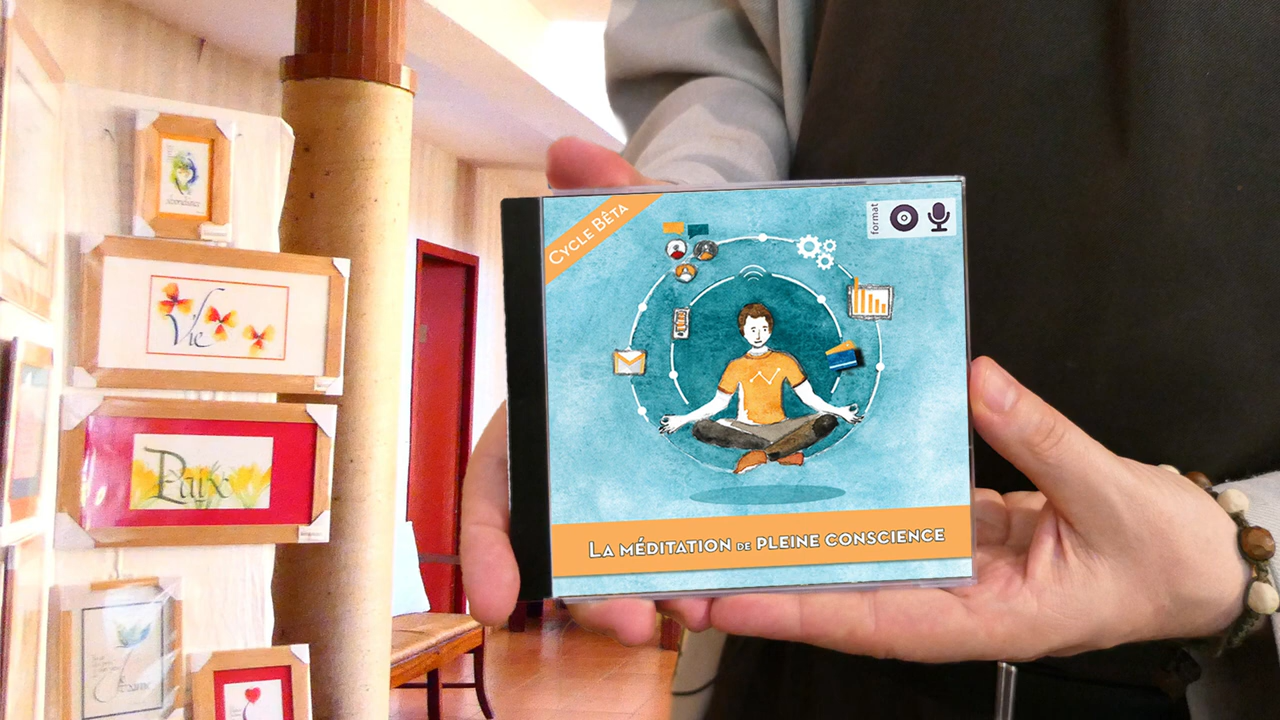 Vie
Paix
Cycle Bêta
format
La méditation de pleine conscience